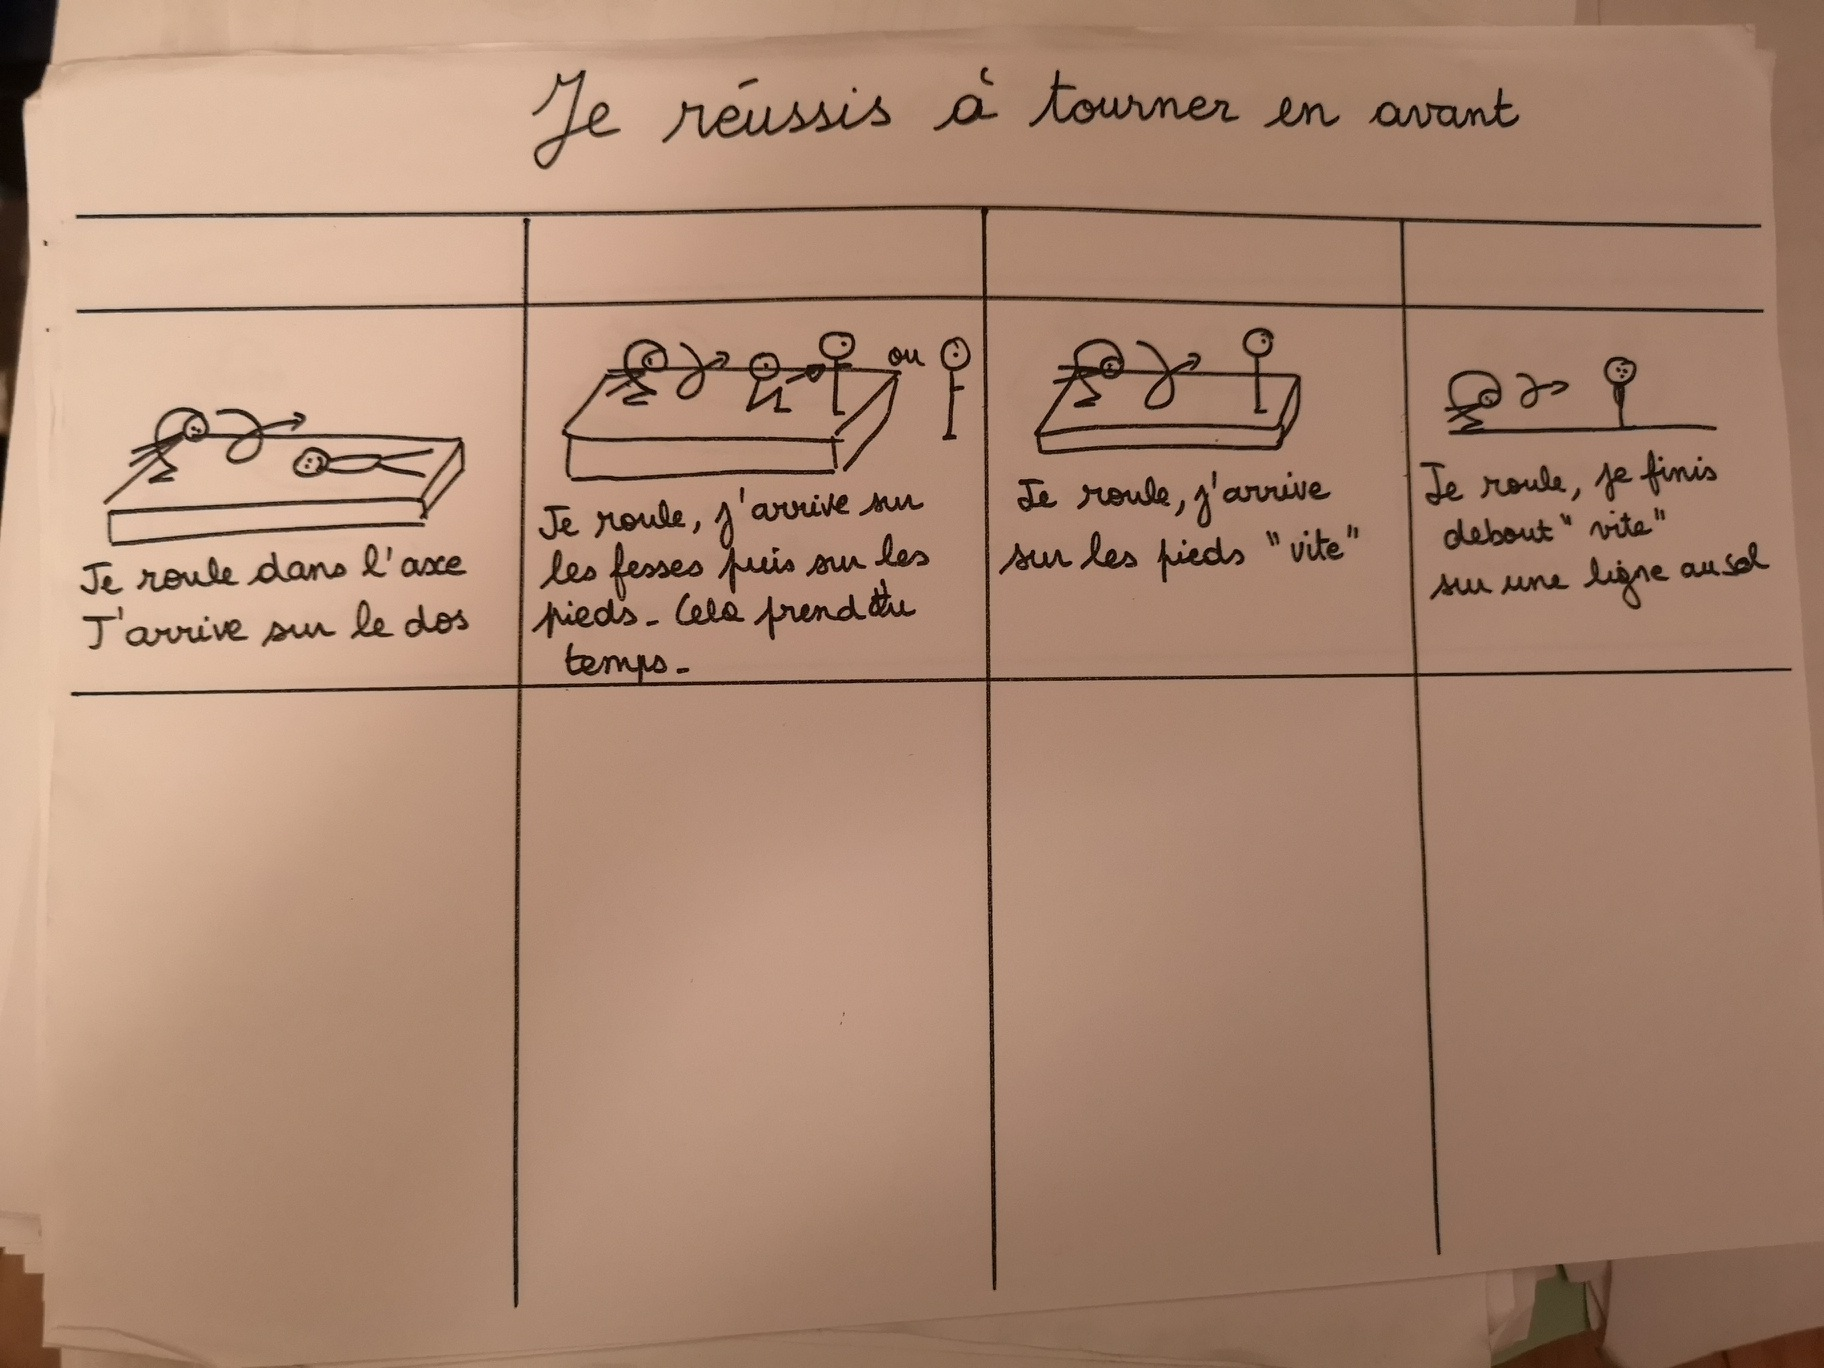 Je réussis à tourner en avant
Je roule dans l'axe
J'arrive sur le dos
ou
Je roule, j'arrive sur
les fesses puis sur les
pieds - Cela prend du
temps -
Je roule, j'arrive
sur les pieds "vite"
Je roule, je finis
debout "vite"
sur une ligne au sol